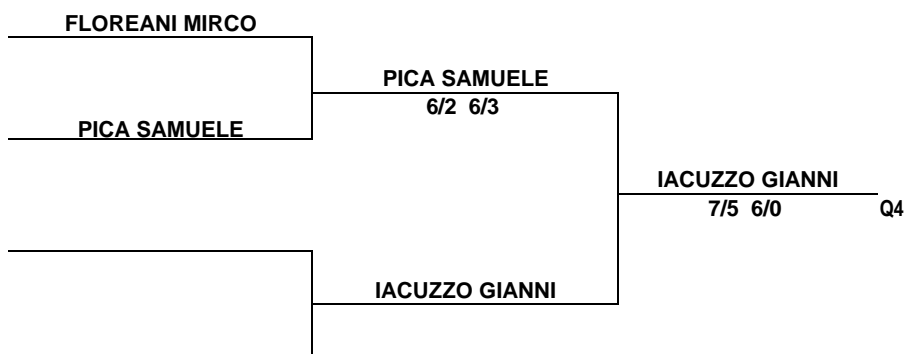 FLOREANI MIRCO
PICA SAMUELE
6/2 6/3
PICA SAMUELE
IACUZZO GIANNI
7/5 6/0 Q4
IACUZZO GIANNI